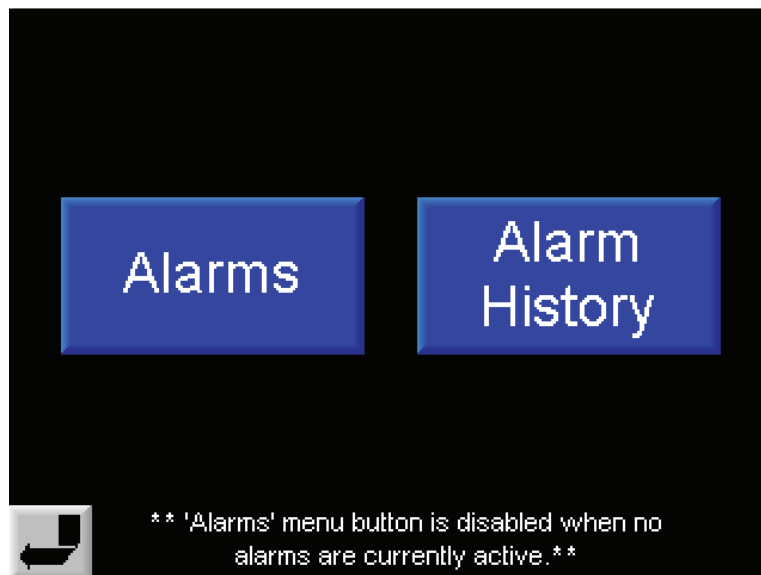 Alarms
Alarm
History
** 'Alarms' menu button is disabled when no
alarms are currently active.**